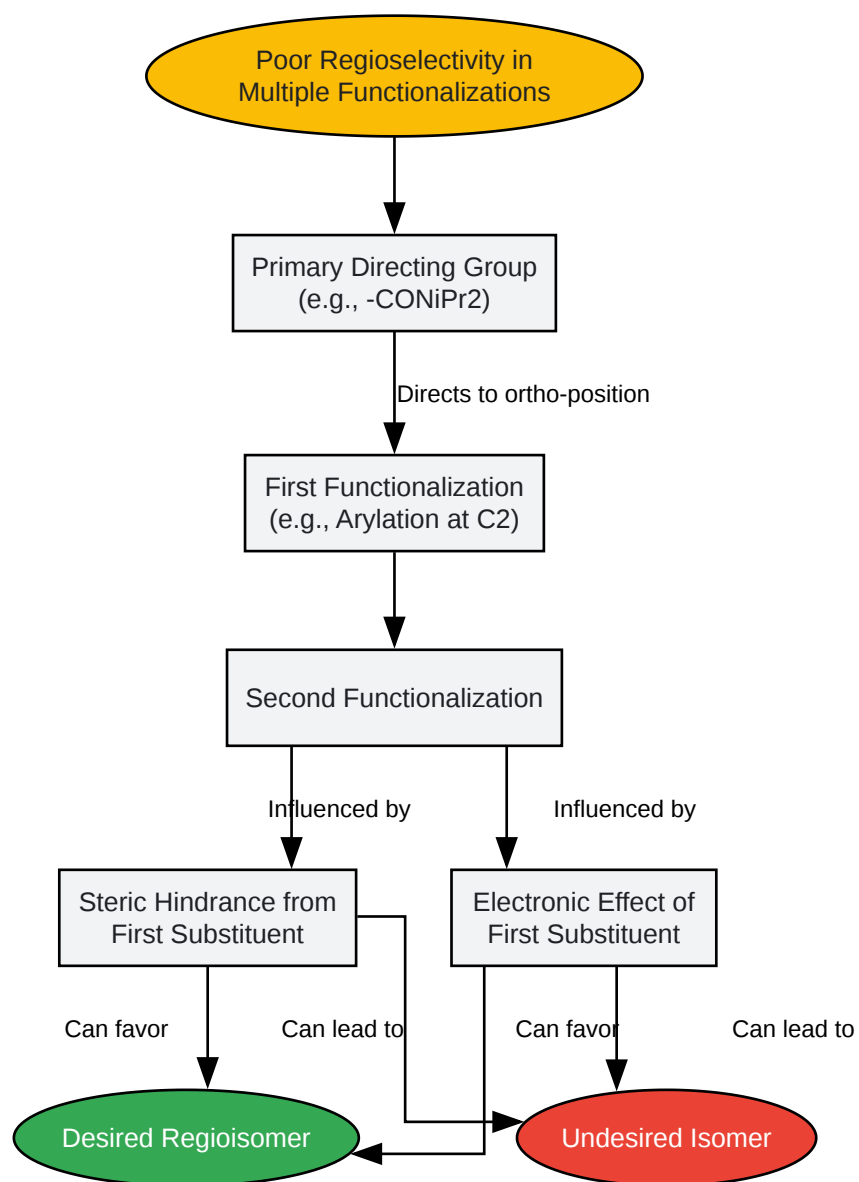 Poor Regioselectivity in
Multiple Functionalizations
Primary Directing Group
(e.g., -CONiPr2)
Directs to ortho-position
First Functionalization
(e.g., Arylation at C2)
Second Functionalization
Influenced by
Influenced by
Steric Hindrance from
First Substituent
Electronic Effect of
First Substituent
Can favor
Can lead to
Can favor
Can lead to
Desired Regioisomer
Undesired Isomer